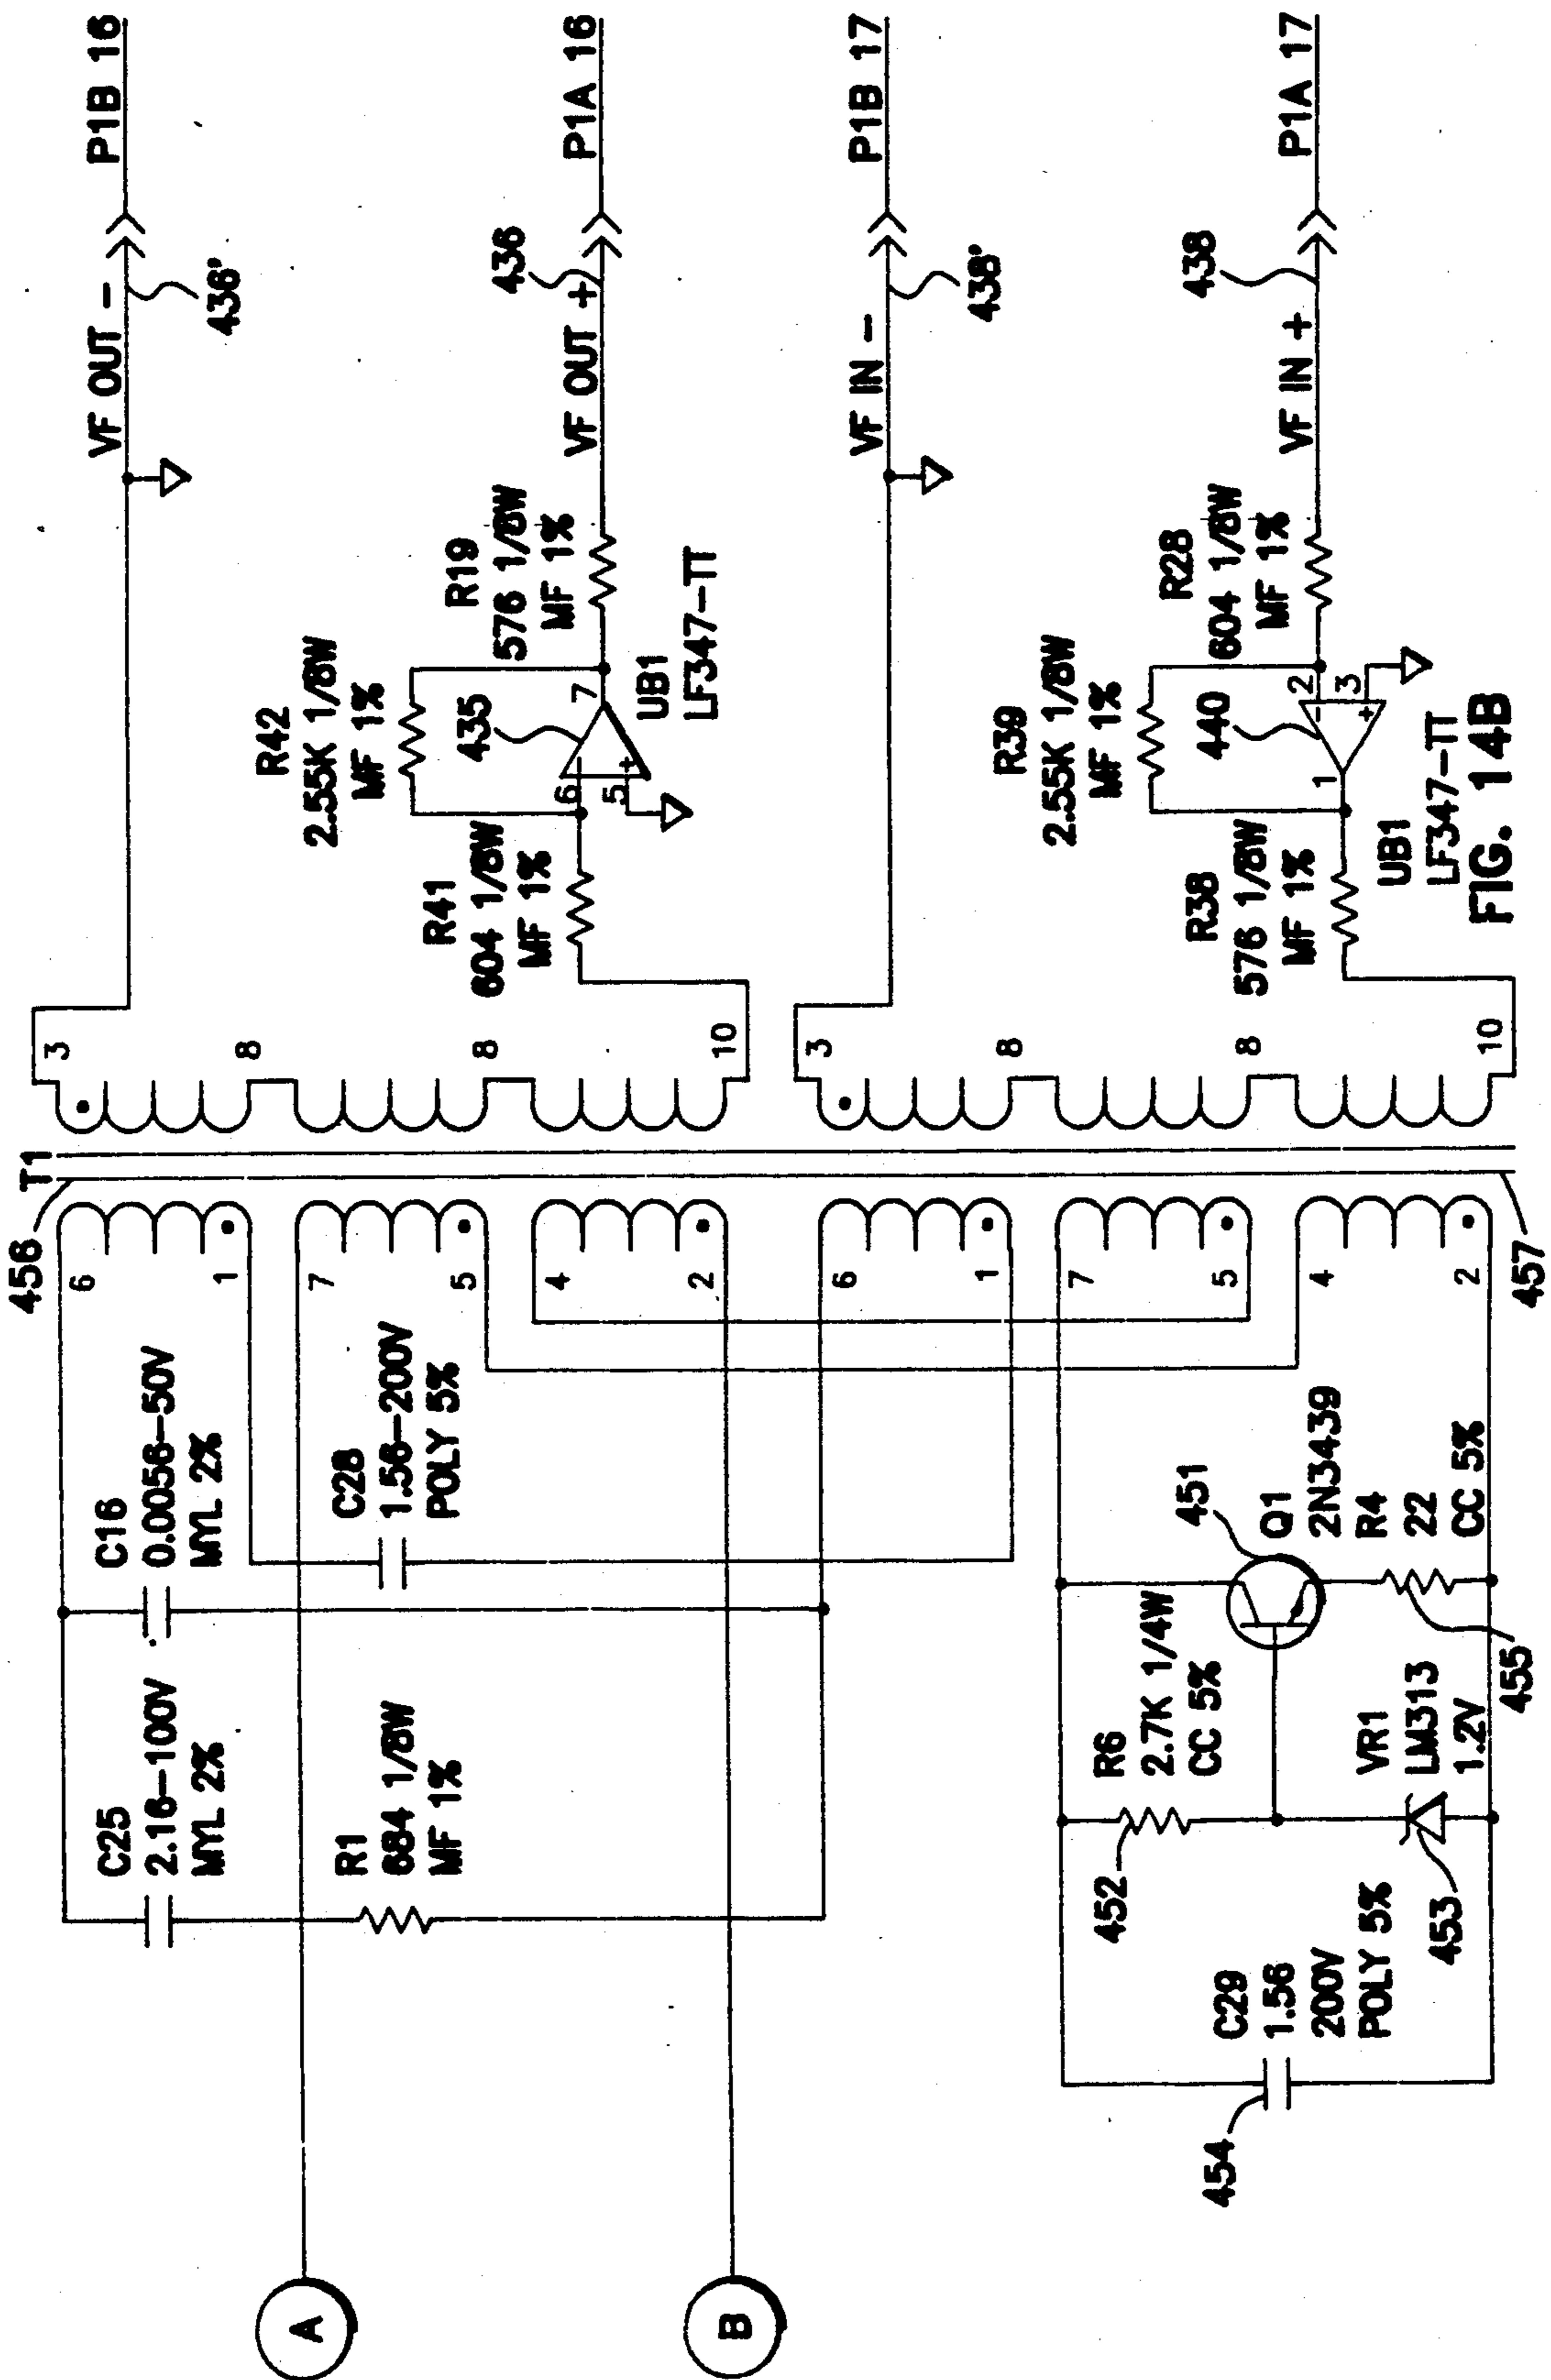 456
T1
6
1
7
5
4
2
6
1
7
5
4
2
457
3
8
8
10
3
8
8
10
C16
0.0056-50V
MYL 2%
C25
2.16-100V
MYL 2%
C28
1.56-200V
POLY 5%
R1
684 1/8W
MF 1%
A
B
451
Q1
2N3439
R4
22
CC 5%
455
R6
2.7K 1/4W
CC 5%
452
VR1
LM313
1.2V
453
C29
1.56
200V
POLY 5%
454
VF OUT -
P1B 16
436'
R42
2.55K 1/8W
MF 1%
435
R41
604 1/8W
MF 1%
6
-
5
+
7
R19
576 1/8W
MF 1%
UB1
LF347-TT
VF OUT +
436
P1A 16
VF IN -
P1B 17
438'
R39
2.55K 1/8W
MF 1%
440
R38
576 1/8W
MF 1%
1
2
-
3
+
R28
604 1/8W
MF 1%
UB1
LF347-TT
VF IN +
438
P1A 17
FIG. 14B